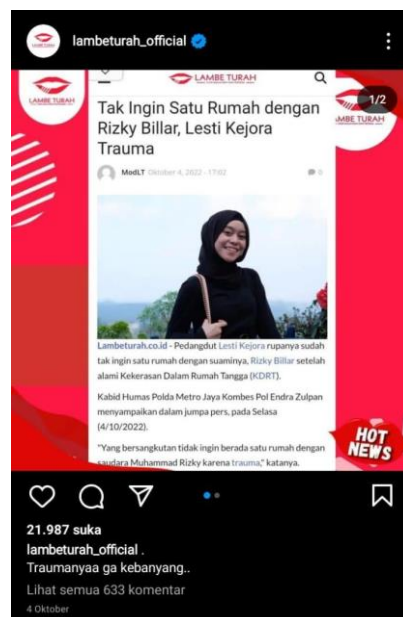 lambeturah_official
LAMBE TURAH
LAMBE TURAH
1/2
LAMBE TURAH
Tak Ingin Satu Rumah dengan
Rizky Billar, Lesti Kejora
Trauma
ModLT Oktober 4, 2022 - 17:02
0
Lambeturah.co.id - Pedangdut Lesti Kejora rupanya sudah
tak ingin satu rumah dengan suaminya, Rizky Billar setelah
alami Kekerasan Dalam Rumah Tangga (KDRT).
Kabid Humas Polda Metro Jaya Kombes Pol Endra Zulpan
menyampaikan dalam jumpa pers, pada Selasa
(4/10/2022).
"Yang bersangkutan tidak ingin berada satu rumah dengan
saudara Muhammad Rizky karena trauma," katanya.
HOT
NEWS
21.987 suka
lambeturah_official .
Traumanyaa ga kebanyang..
Lihat semua 633 komentar
4 Oktober